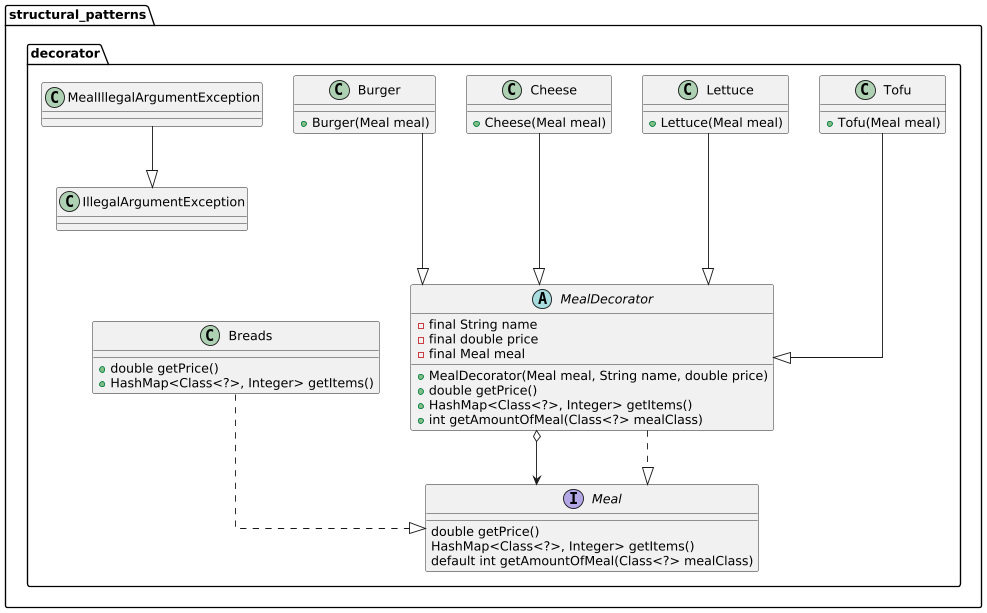 structural_patterns
decorator
C MealIllegalArgumentException
C Burger
Burger(Meal meal)
C Cheese
Cheese(Meal meal)
C Lettuce
Lettuce(Meal meal)
C Tofu
Tofu(Meal meal)
C IllegalArgumentException
A MealDecorator
final String name
final double price
final Meal meal
MealDecorator(Meal meal, String name, double price)
double getPrice()
HashMap<Class<?>, Integer> getItems()
int getAmountOfMeal(Class<?> mealClass)
C Breads
double getPrice()
HashMap<Class<?>, Integer> getItems()
I Meal
double getPrice()
HashMap<Class<?>, Integer> getItems()
default int getAmountOfMeal(Class<?> mealClass)